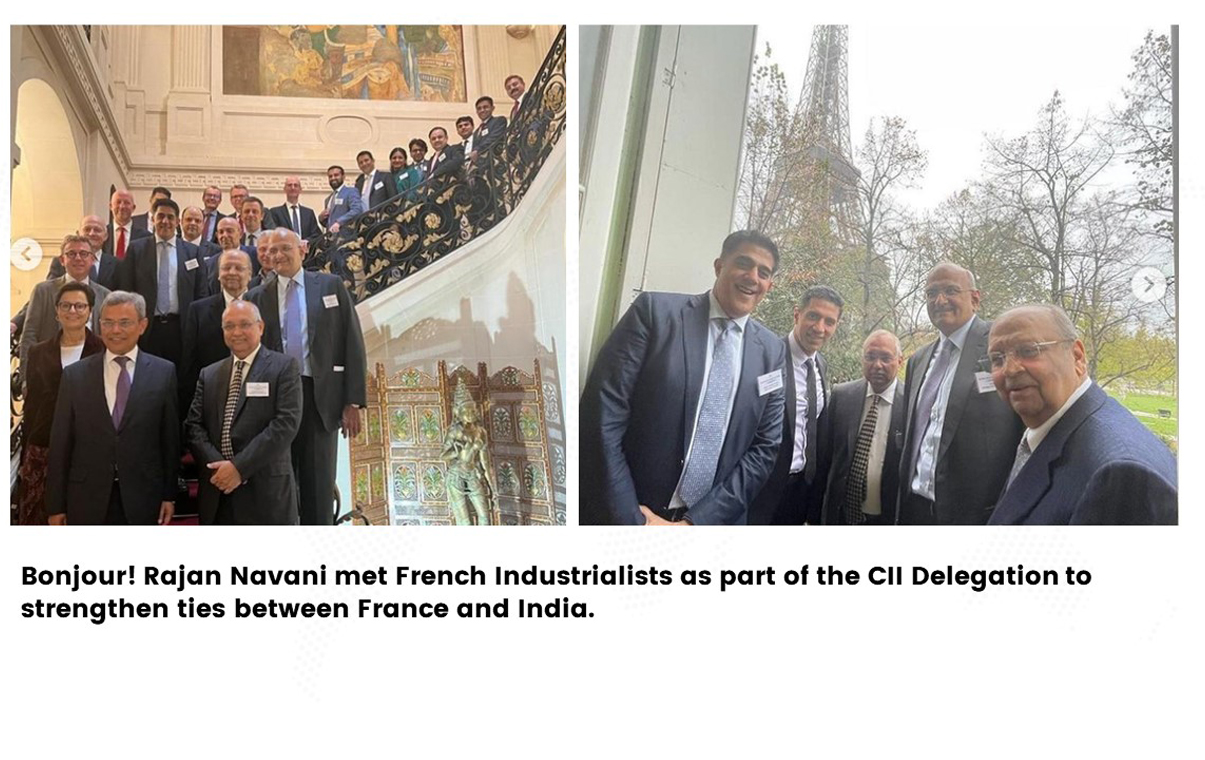 Bonjour! Rajan Navani met French Industrialists as part of the CII Delegation to
strengthen ties between France and India.